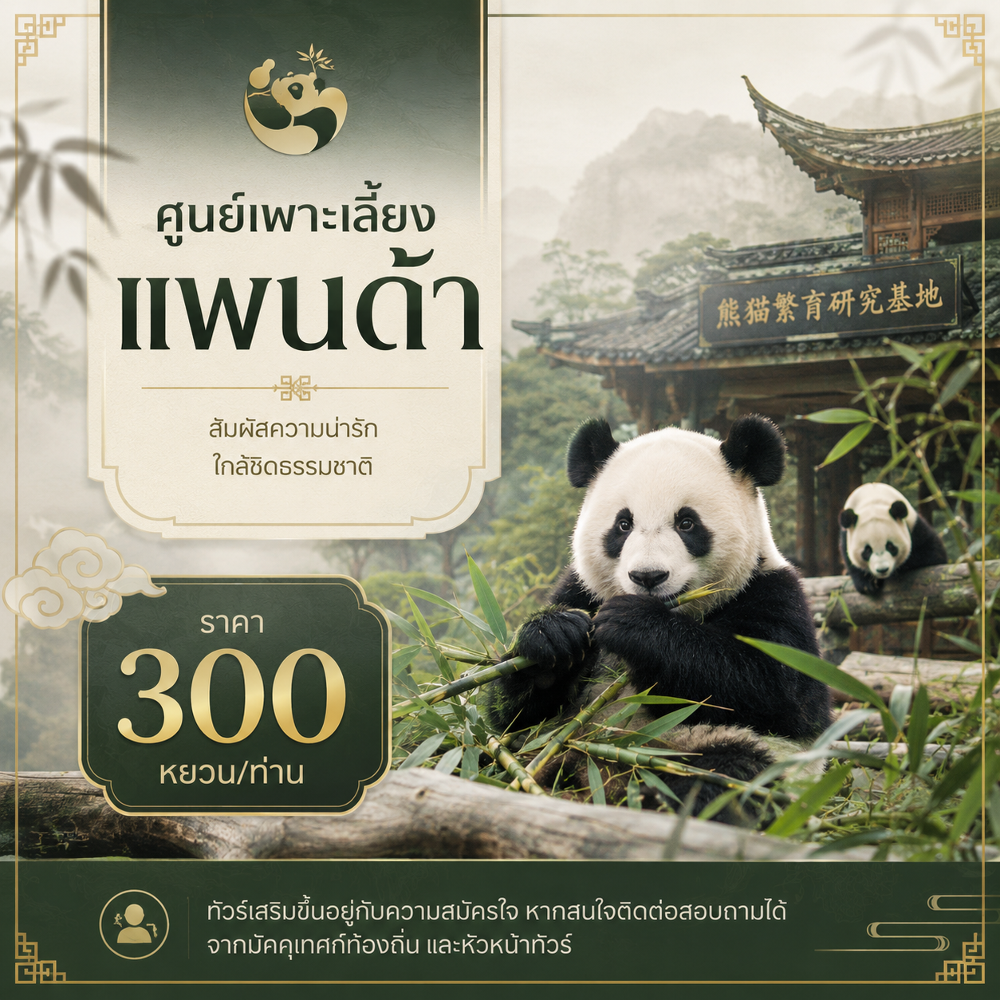 ศูนย์เพาะเลี้ยง
แพนด้า
สัมผัสความน่ารัก
ใกล้ชิดธรรมชาติ
熊猫繁育研究基地
ราคา
300
หยวน/ท่าน
ทัวร์เสริมขึ้นอยู่กับความสมัครใจ หากสนใจติดต่อสอบถามได้
จากมัคคุเทศก์ท้องถิ่น และหัวหน้าทัวร์